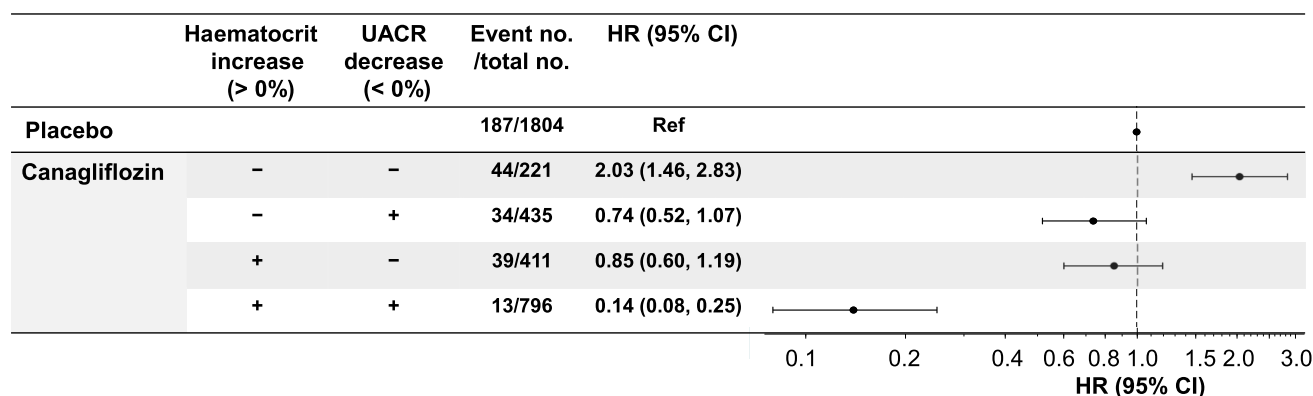 Haematocrit UACR Event no. HR (95% CI)
increase decrease /total no.
(> 0%) (< 0%)
Placebo 187/1804 Ref
Canagliflozin − − 44/221 2.03 (1.46, 2.83)
− + 34/435 0.74 (0.52, 1.07)
+ − 39/411 0.85 (0.60, 1.19)
+ + 13/796 0.14 (0.08, 0.25)
0.1 0.2 0.4 0.6 0.8 1.0 1.5 2.0 3.0
HR (95% CI)